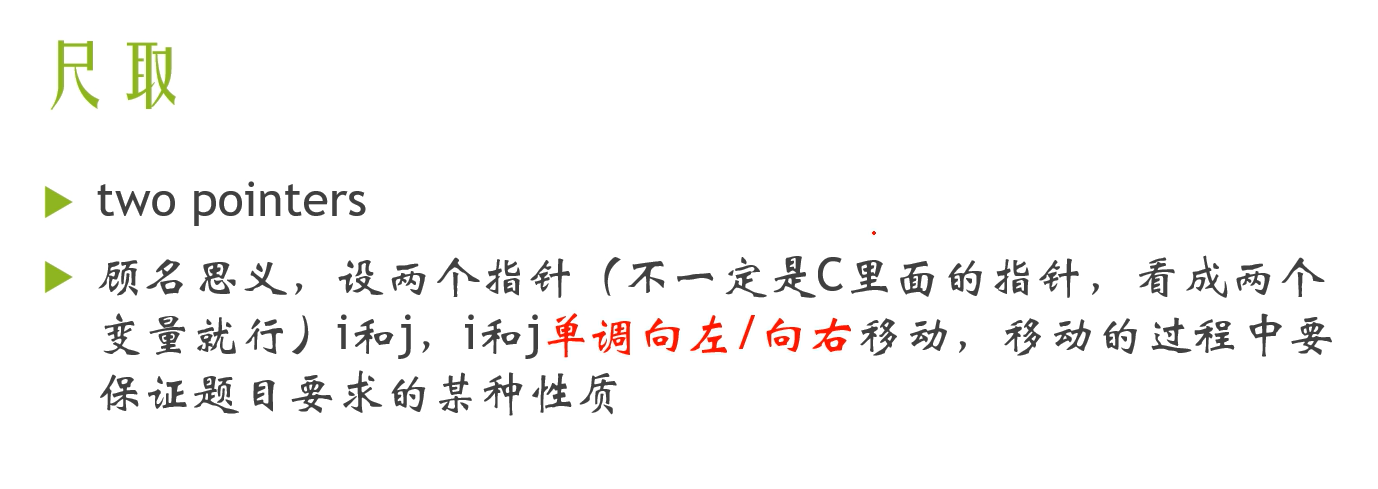 尺取
two pointers
顾名思义，设两个指针（不一定是C里面的指针，看成两个
变量就行）i和j，i和j单调向左/向右移动，移动的过程中要
保证题目要求的某种性质